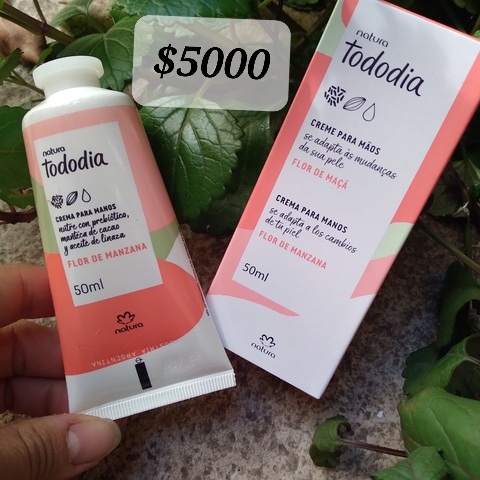 $5000
natura
tododia
CREMA PARA MANOS
nutre con prebiótico,
manteca de cacao
y aceite de linaza
FLOR DE MANZANA
50ml
natura
INDUSTRIA ARGENTINA
natura
tododia
CREME PARA MÃOS
se adapta às mudanças
da sua pele
FLOR DE MAÇÃ
CREMA PARA MANOS
se adapta a los cambios
de tu piel
FLOR DE MANZANA
50ml
natura